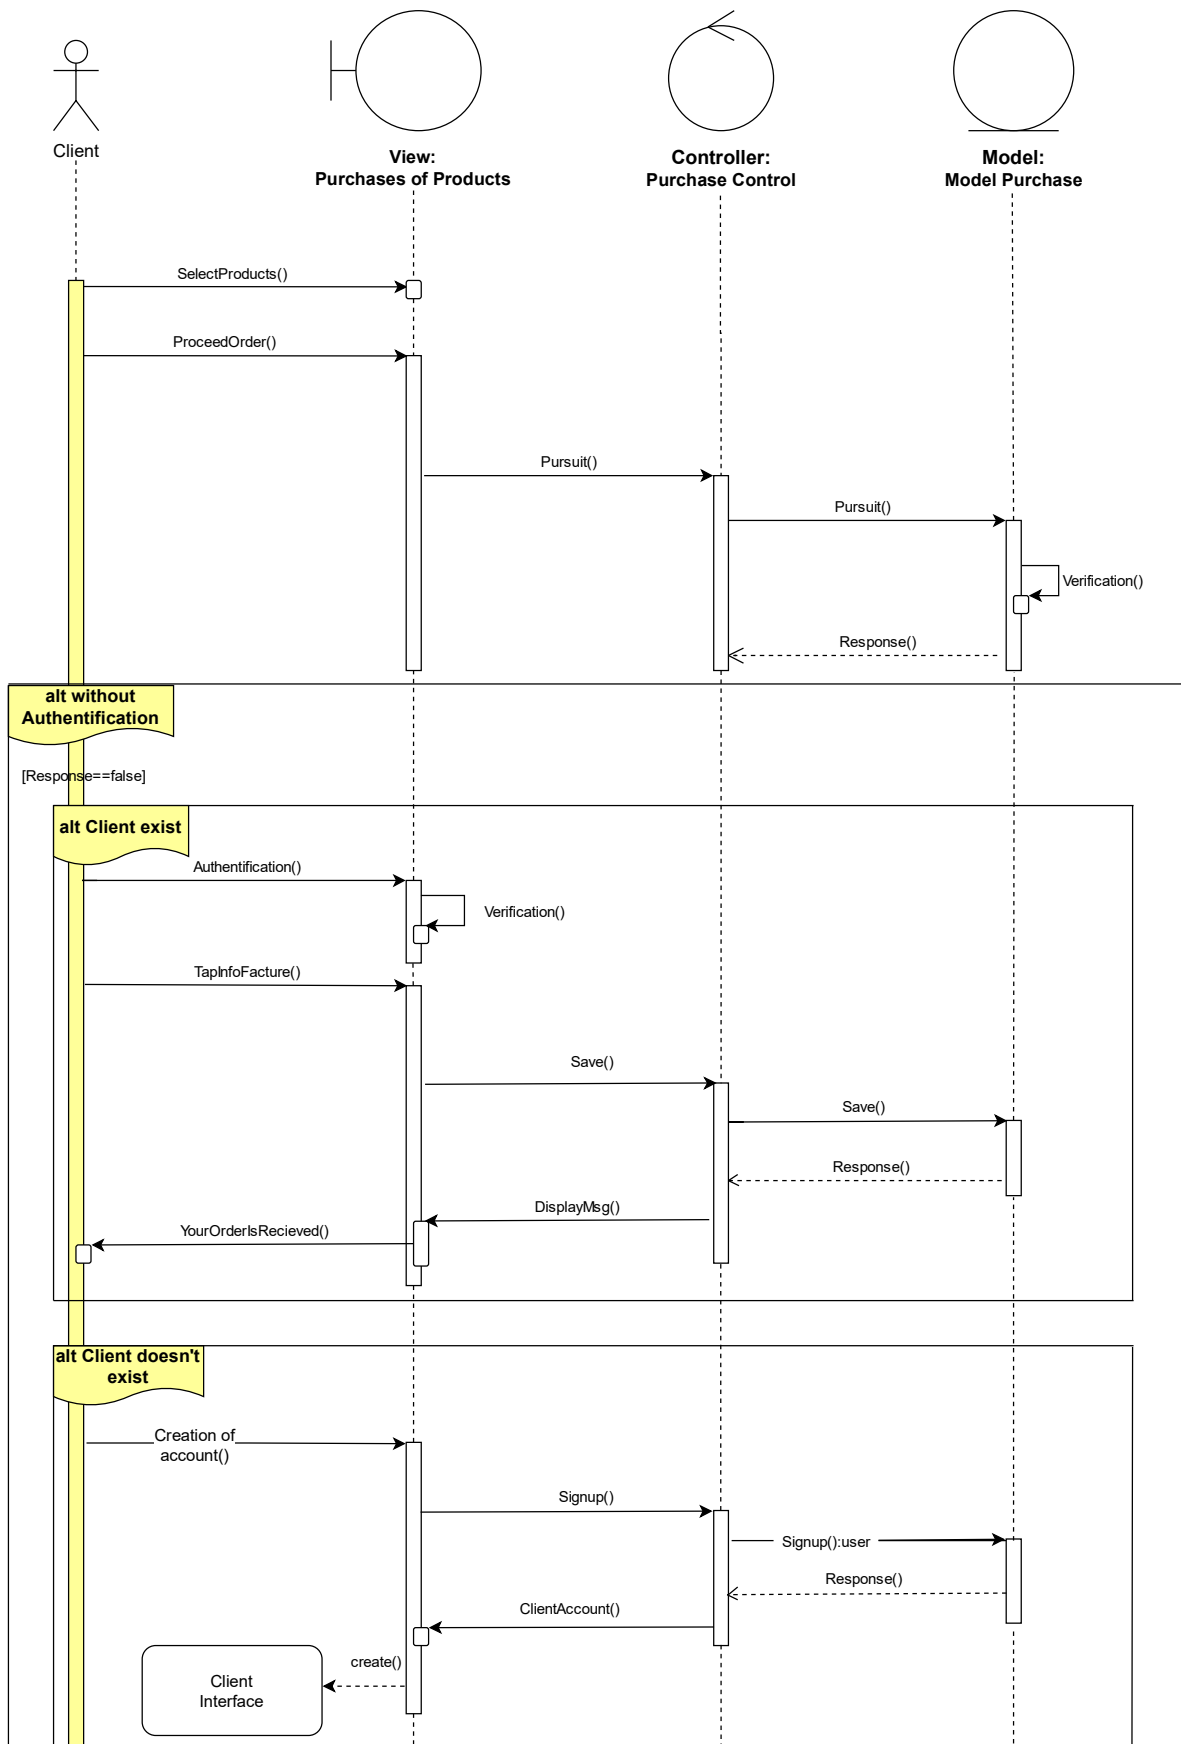 Client
View:
Purchases of Products
Controller:
Purchase Control
Model:
Model Purchase
SelectProducts()
ProceedOrder()
Pursuit()
Pursuit()
Verification()
Response()
alt without
Authentification
[Response==false]
alt Client exist
Authentification()
Verification()
TapInfoFacture()
Save()
Save()
Response()
DisplayMsg()
YourOrderIsRecieved()
alt Client doesn't
exist
Creation of
account()
Signup()
Signup():user
Response()
ClientAccount()
create()
Client
Interface